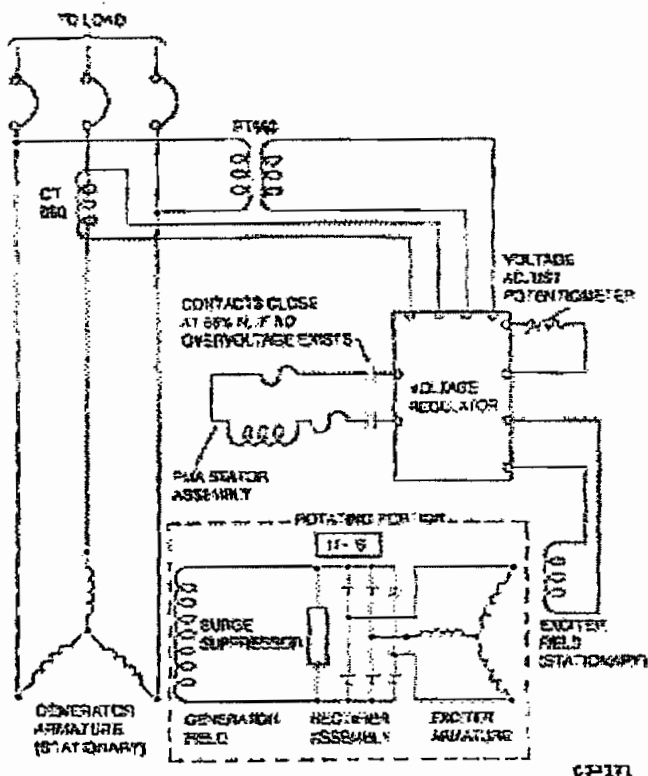 TO LOAD
CT
VOLTAGE
ADJUST
POTENTIOMETER
CONTACTS CLOSE
OVERVOLTAGE EXISTS
VOLTAGE
REGULATOR
PMA STATOR
ASSEMBLY
ROTATING PORTION
SURGE
SUPPRESSOR
EXCITER
FIELD
(STATIONARY)
GENERATOR
ARMATURE
(STATIONARY)
GENERATOR
FIELD
RECTIFIER
ASSEMBLY
EXCITER
ARMATURE